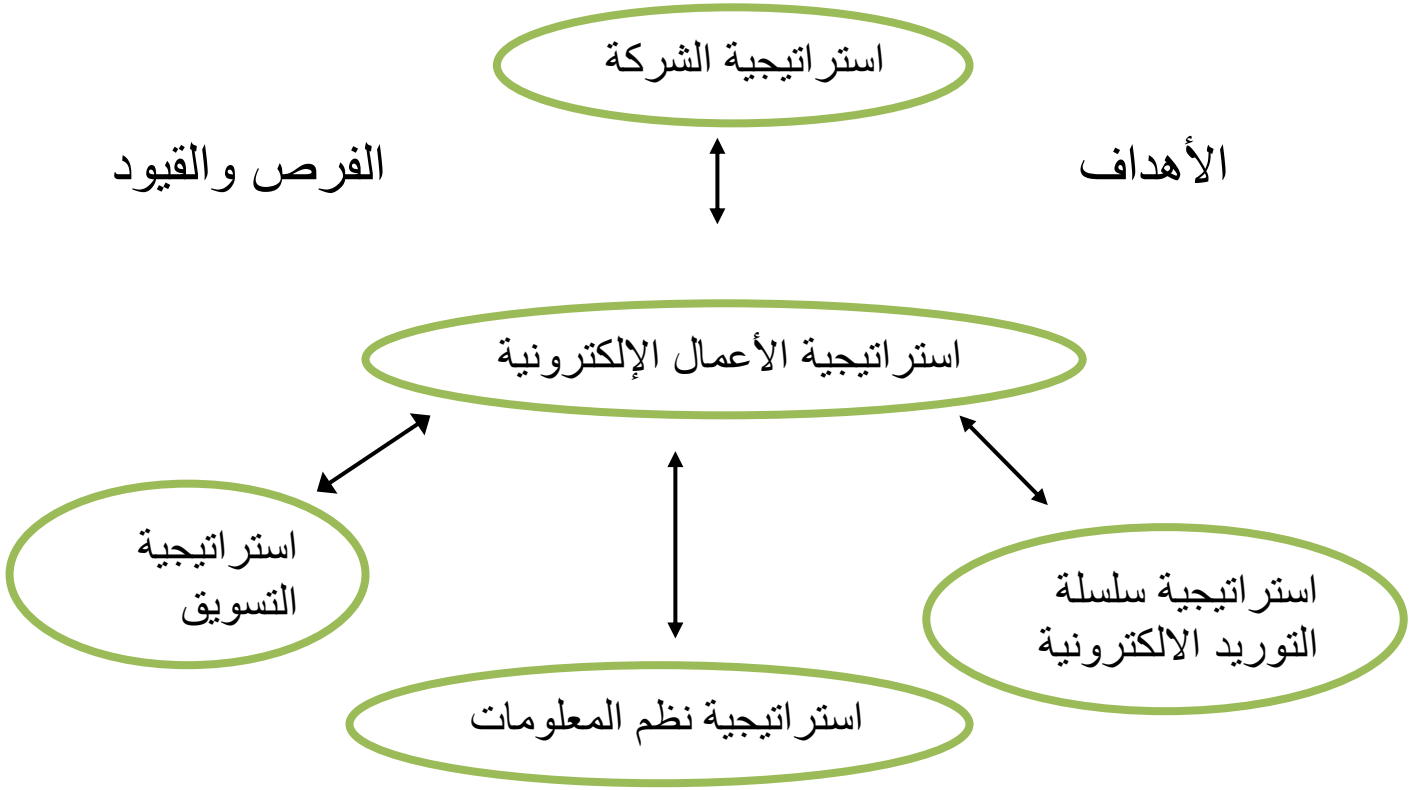 استراتيجية الشركة
الأهداف
الفرص والقيود
استراتيجية الأعمال الإلكترونية
استراتيجية سلسلة
التوريد الالكترونية
استراتيجية
التسويق
استراتيجية نظم المعلومات